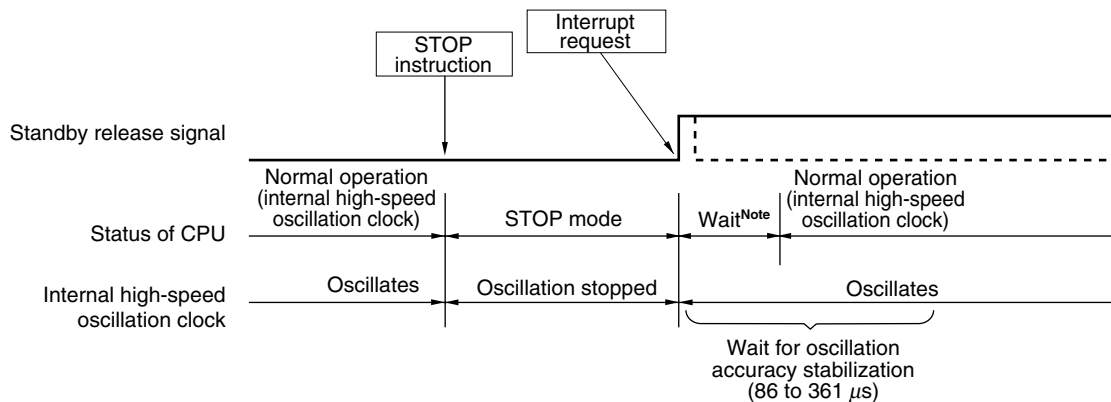 Interrupt
request
STOP
instruction
Standby release signal
Normal operation
(internal high-speed
oscillation clock)
Normal operation
(internal high-speed
oscillation clock)
Status of CPU
STOP mode
WaitNote
Internal high-speed
oscillation clock
Oscillates
Oscillation stopped
Oscillates
Wait for oscillation
accuracy stabilization
(86 to 361 μs)